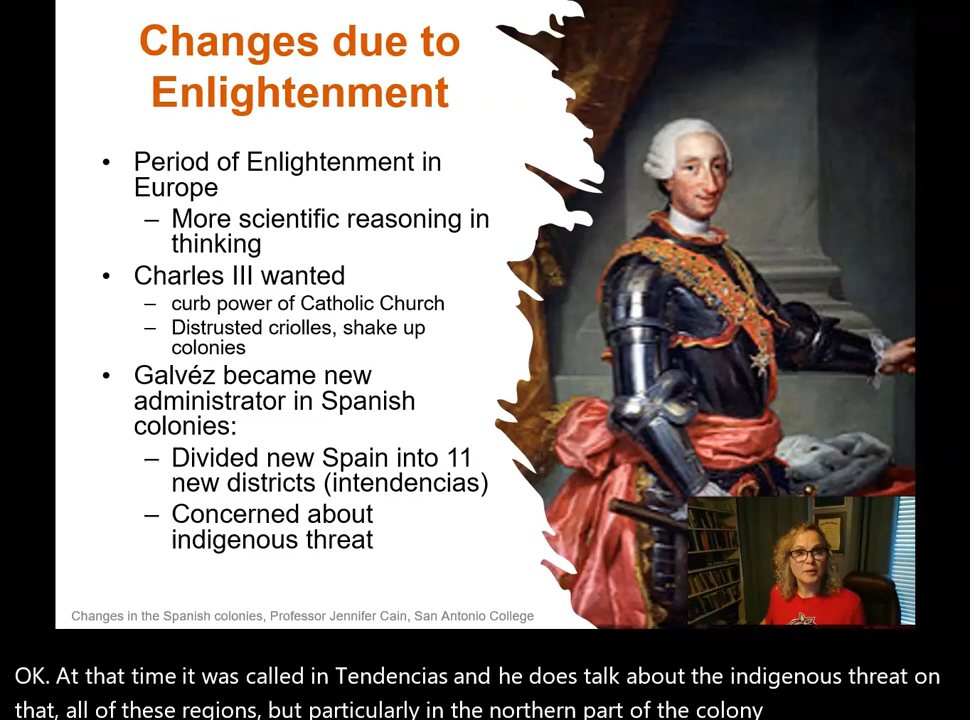 Changes due to
Enlightenment
• Period of Enlightenment in
Europe
– More scientific reasoning in
thinking
• Charles III wanted
– curb power of Catholic Church
– Distrusted criolles, shake up
colonies
• Galvéz became new
administrator in Spanish
colonies:
– Divided new Spain into 11
new districts (intendencias)
– Concerned about
indigenous threat
Changes in the Spanish colonies, Professor Jennifer Cain, San Antonio College
OK. At that time it was called in Tendencias and he does talk about the indigenous threat on
that, all of these regions, but particularly in the northern part of the colony